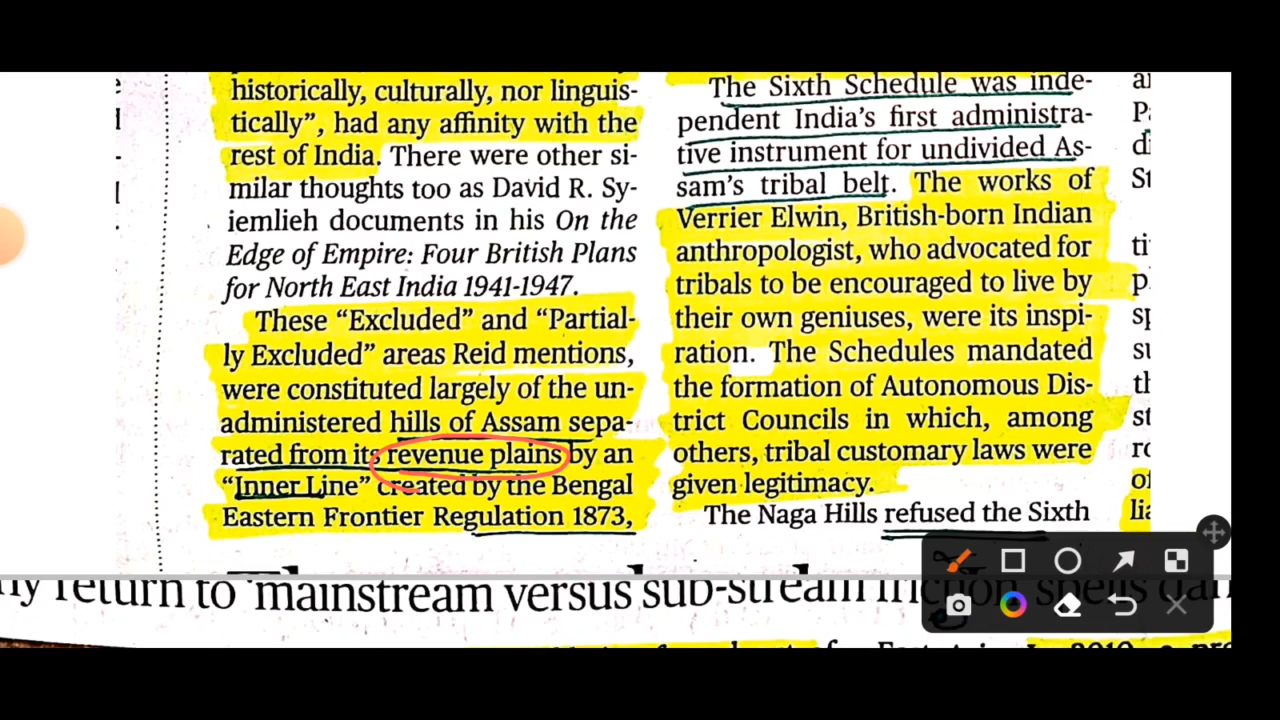 historically, culturally, nor linguis-
tically”, had any affinity with the
rest of India. There were other si-
milar thoughts too as David R. Sy-
iemlieh documents in his On the
Edge of Empire: Four British Plans
for North East India 1941-1947.
These “Excluded” and “Partial-
ly Excluded” areas Reid mentions,
were constituted largely of the un-
administered hills of Assam sepa-
rated from its revenue plains by an
“Inner Line” created by the Bengal
Eastern Frontier Regulation 1873,
The Sixth Schedule was inde-
pendent India’s first administra-
tive instrument for undivided As-
sam’s tribal belt. The works of
Verrier Elwin, British-born Indian
anthropologist, who advocated for
tribals to be encouraged to live by
their own geniuses, were its inspi-
ration. The Schedules mandated
the formation of Autonomous Dis-
trict Councils in which, among
others, tribal customary laws were
given legitimacy.
The Naga Hills refused the Sixth
return to mainstream versus sub-stream friction spells